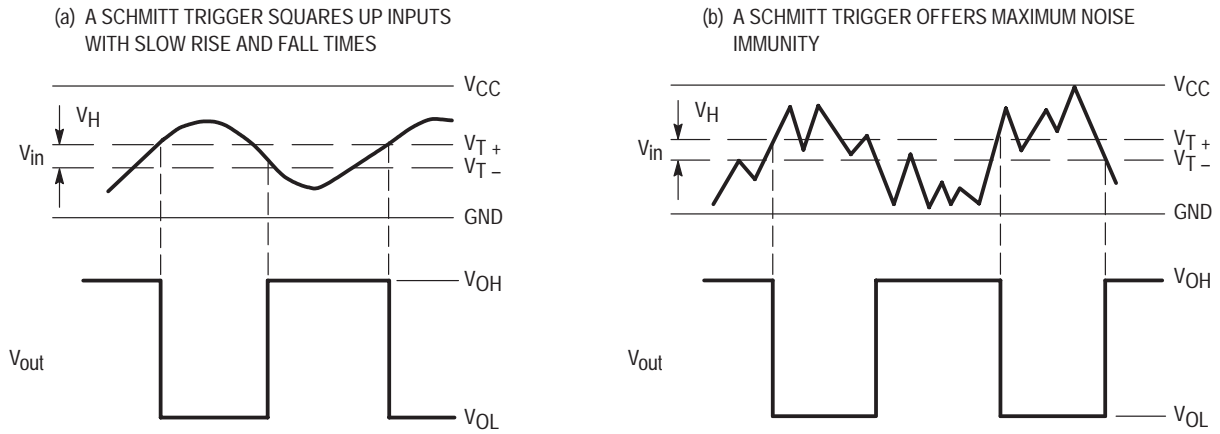 (a) A SCHMITT TRIGGER SQUARES UP INPUTS
WITH SLOW RISE AND FALL TIMES
VCC
VH
VT +
Vin
VT –
GND
VOH
Vout
VOL
(b) A SCHMITT TRIGGER OFFERS MAXIMUM NOISE
IMMUNITY
VCC
VH
VT +
Vin
VT –
GND
VOH
Vout
VOL